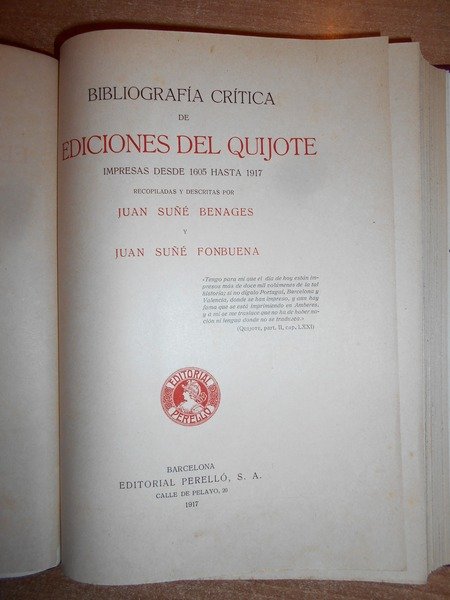 BIBLIOGRAFÍA CRÍTICA
DE
EDICIONES DEL QUIJOTE
IMPRESAS DESDE 1605 HASTA 1917
RECOPILADAS Y DESCRITAS POR
JUAN SUÑÉ BENAGES
Y
JUAN SUÑÉ FONBUENA
«Tengo para mí que el día de hoy están im-
presos más de doce mil volúmenes de la tal
historia; si no dígalo Portugal, Barcelona y
Valencia, donde se han impreso, y aun hay
fama que se está imprimiendo en Amberes,
y a mí se me trasluce que no ha de haber na-
ción ni lengua donde no se traduzca.»
(QUIJOTE, part. II, cap. LXXI)
EDITORIAL
PERELLÓ
BARCELONA
EDITORIAL PERELLÓ, S. A.
CALLE DE PELAYO, 20
1917